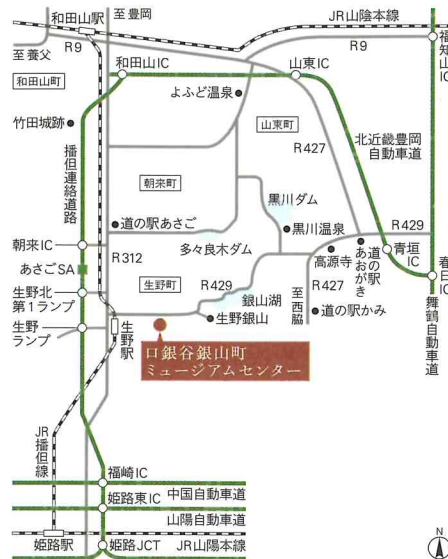 和田山駅
至豊岡
JR山陰本線
至養父
R9
R9
福知山IC
和田山町
和田山IC
山東IC
よふど温泉
竹田城跡
山東町
北近畿豊岡
自動車道
R427
播但連絡道路
朝来町
黒川ダム
道の駅あさご
黒川温泉
R429
多々良木ダム
朝来IC
R312
高源寺
道の駅
あおがき
青垣IC
あさごSA
生野町
R429
銀山湖
至西脇
R427
春日IC
生野北
第1ランプ
生野銀山
道の駅かみ
舞鶴自動車道
生野
ランプ
生野駅
口銀谷銀山町
ミュージアムセンター
JR播但線
福崎IC
中国自動車道
姫路東IC
山陽自動車道
姫路駅
姫路JCT
JR山陽本線
N